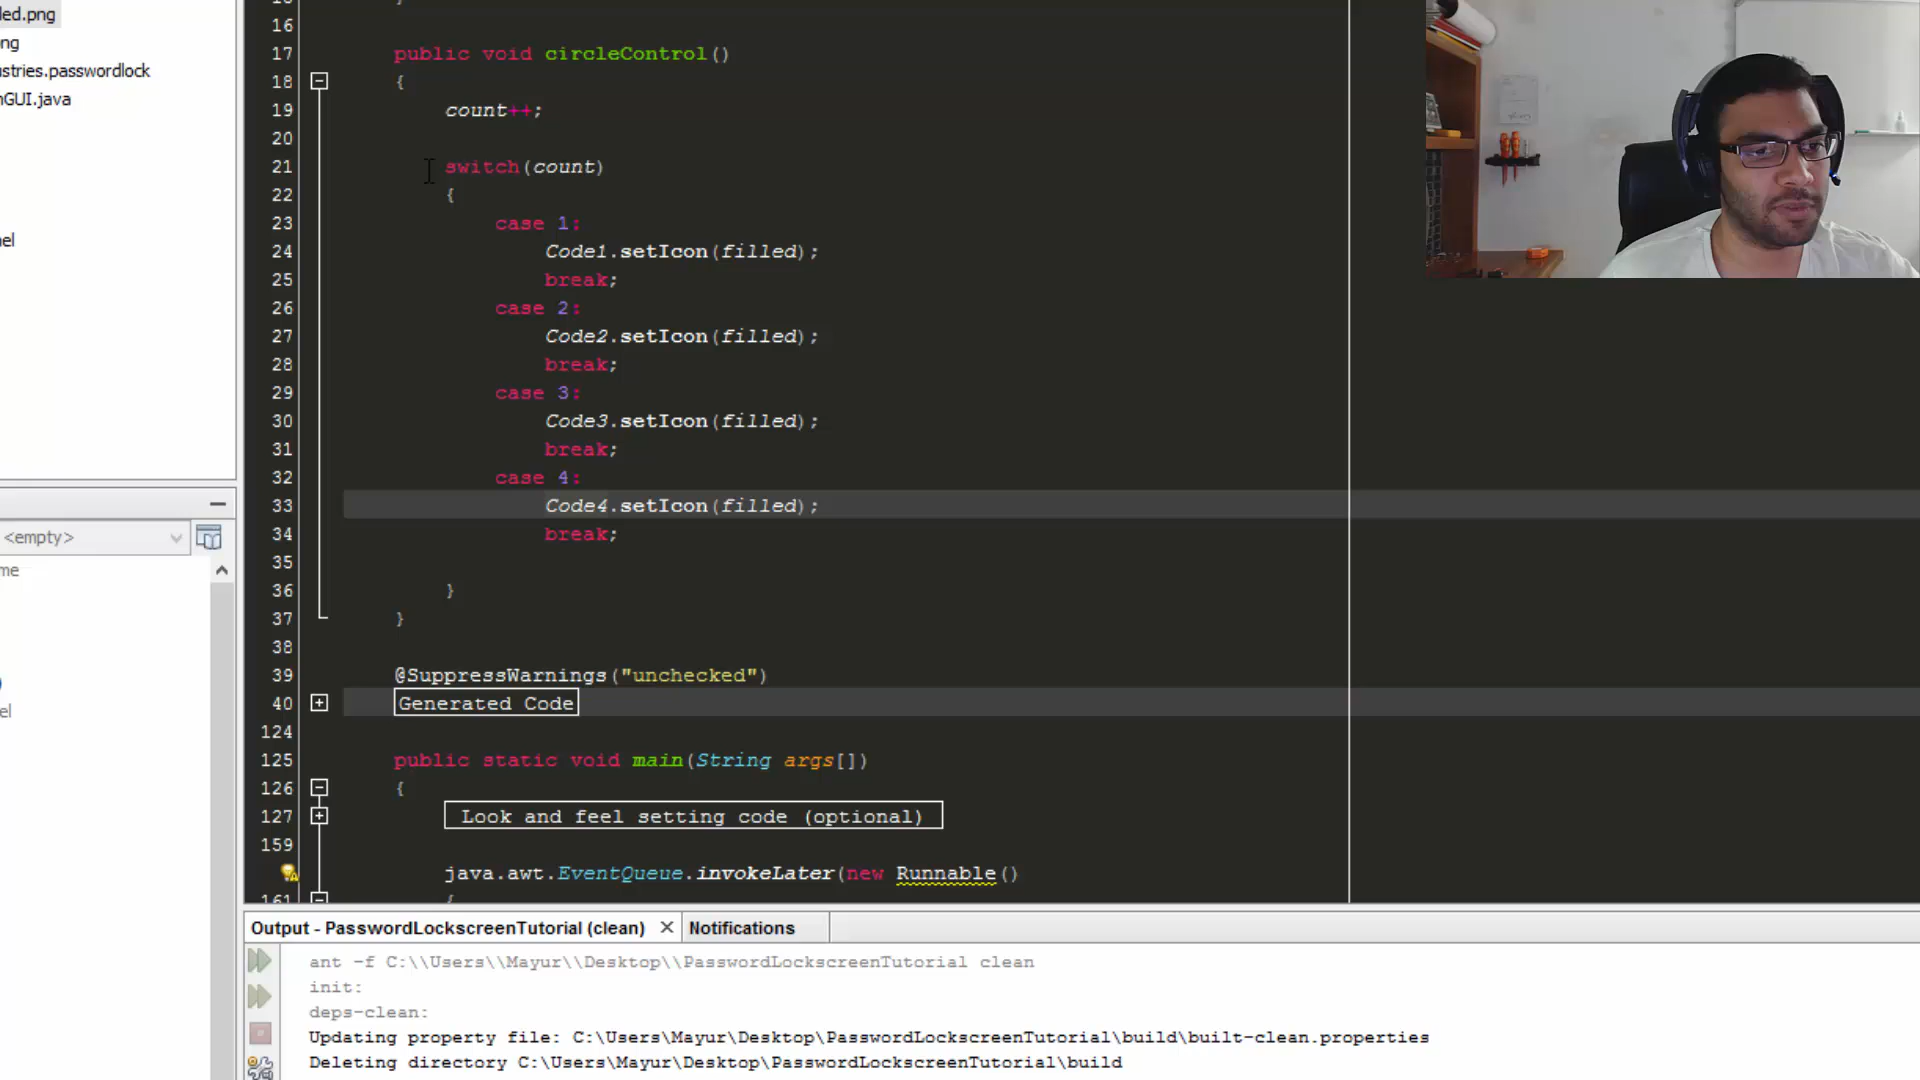 led.png
ng
ustries.passwordlock
nGUI.java
el
<empty>
me
el
16
17 public void circleControl()
18 {
19 count++;
20
21 switch(count)
22 {
23 case 1:
24 Code1.setIcon(filled);
25 break;
26 case 2:
27 Code2.setIcon(filled);
28 break;
29 case 3:
30 Code3.setIcon(filled);
31 break;
32 case 4:
33 Code4.setIcon(filled);
34 break;
35
36 }
37 }
38
39 @SuppressWarnings("unchecked")
40 Generated Code
124
125 public static void main(String args[])
126 {
127 Look and feel setting code (optional)
159
java.awt.EventQueue.invokeLater(new Runnable()
161 {
Output - PasswordLockscreenTutorial (clean) Notifications
ant -f C:\\Users\\Mayur\\Desktop\\PasswordLockscreenTutorial clean
init:
deps-clean:
Updating property file: C:\Users\Mayur\Desktop\PasswordLockscreenTutorial\build\built-clean.properties
Deleting directory C:\Users\Mayur\Desktop\PasswordLockscreenTutorial\build